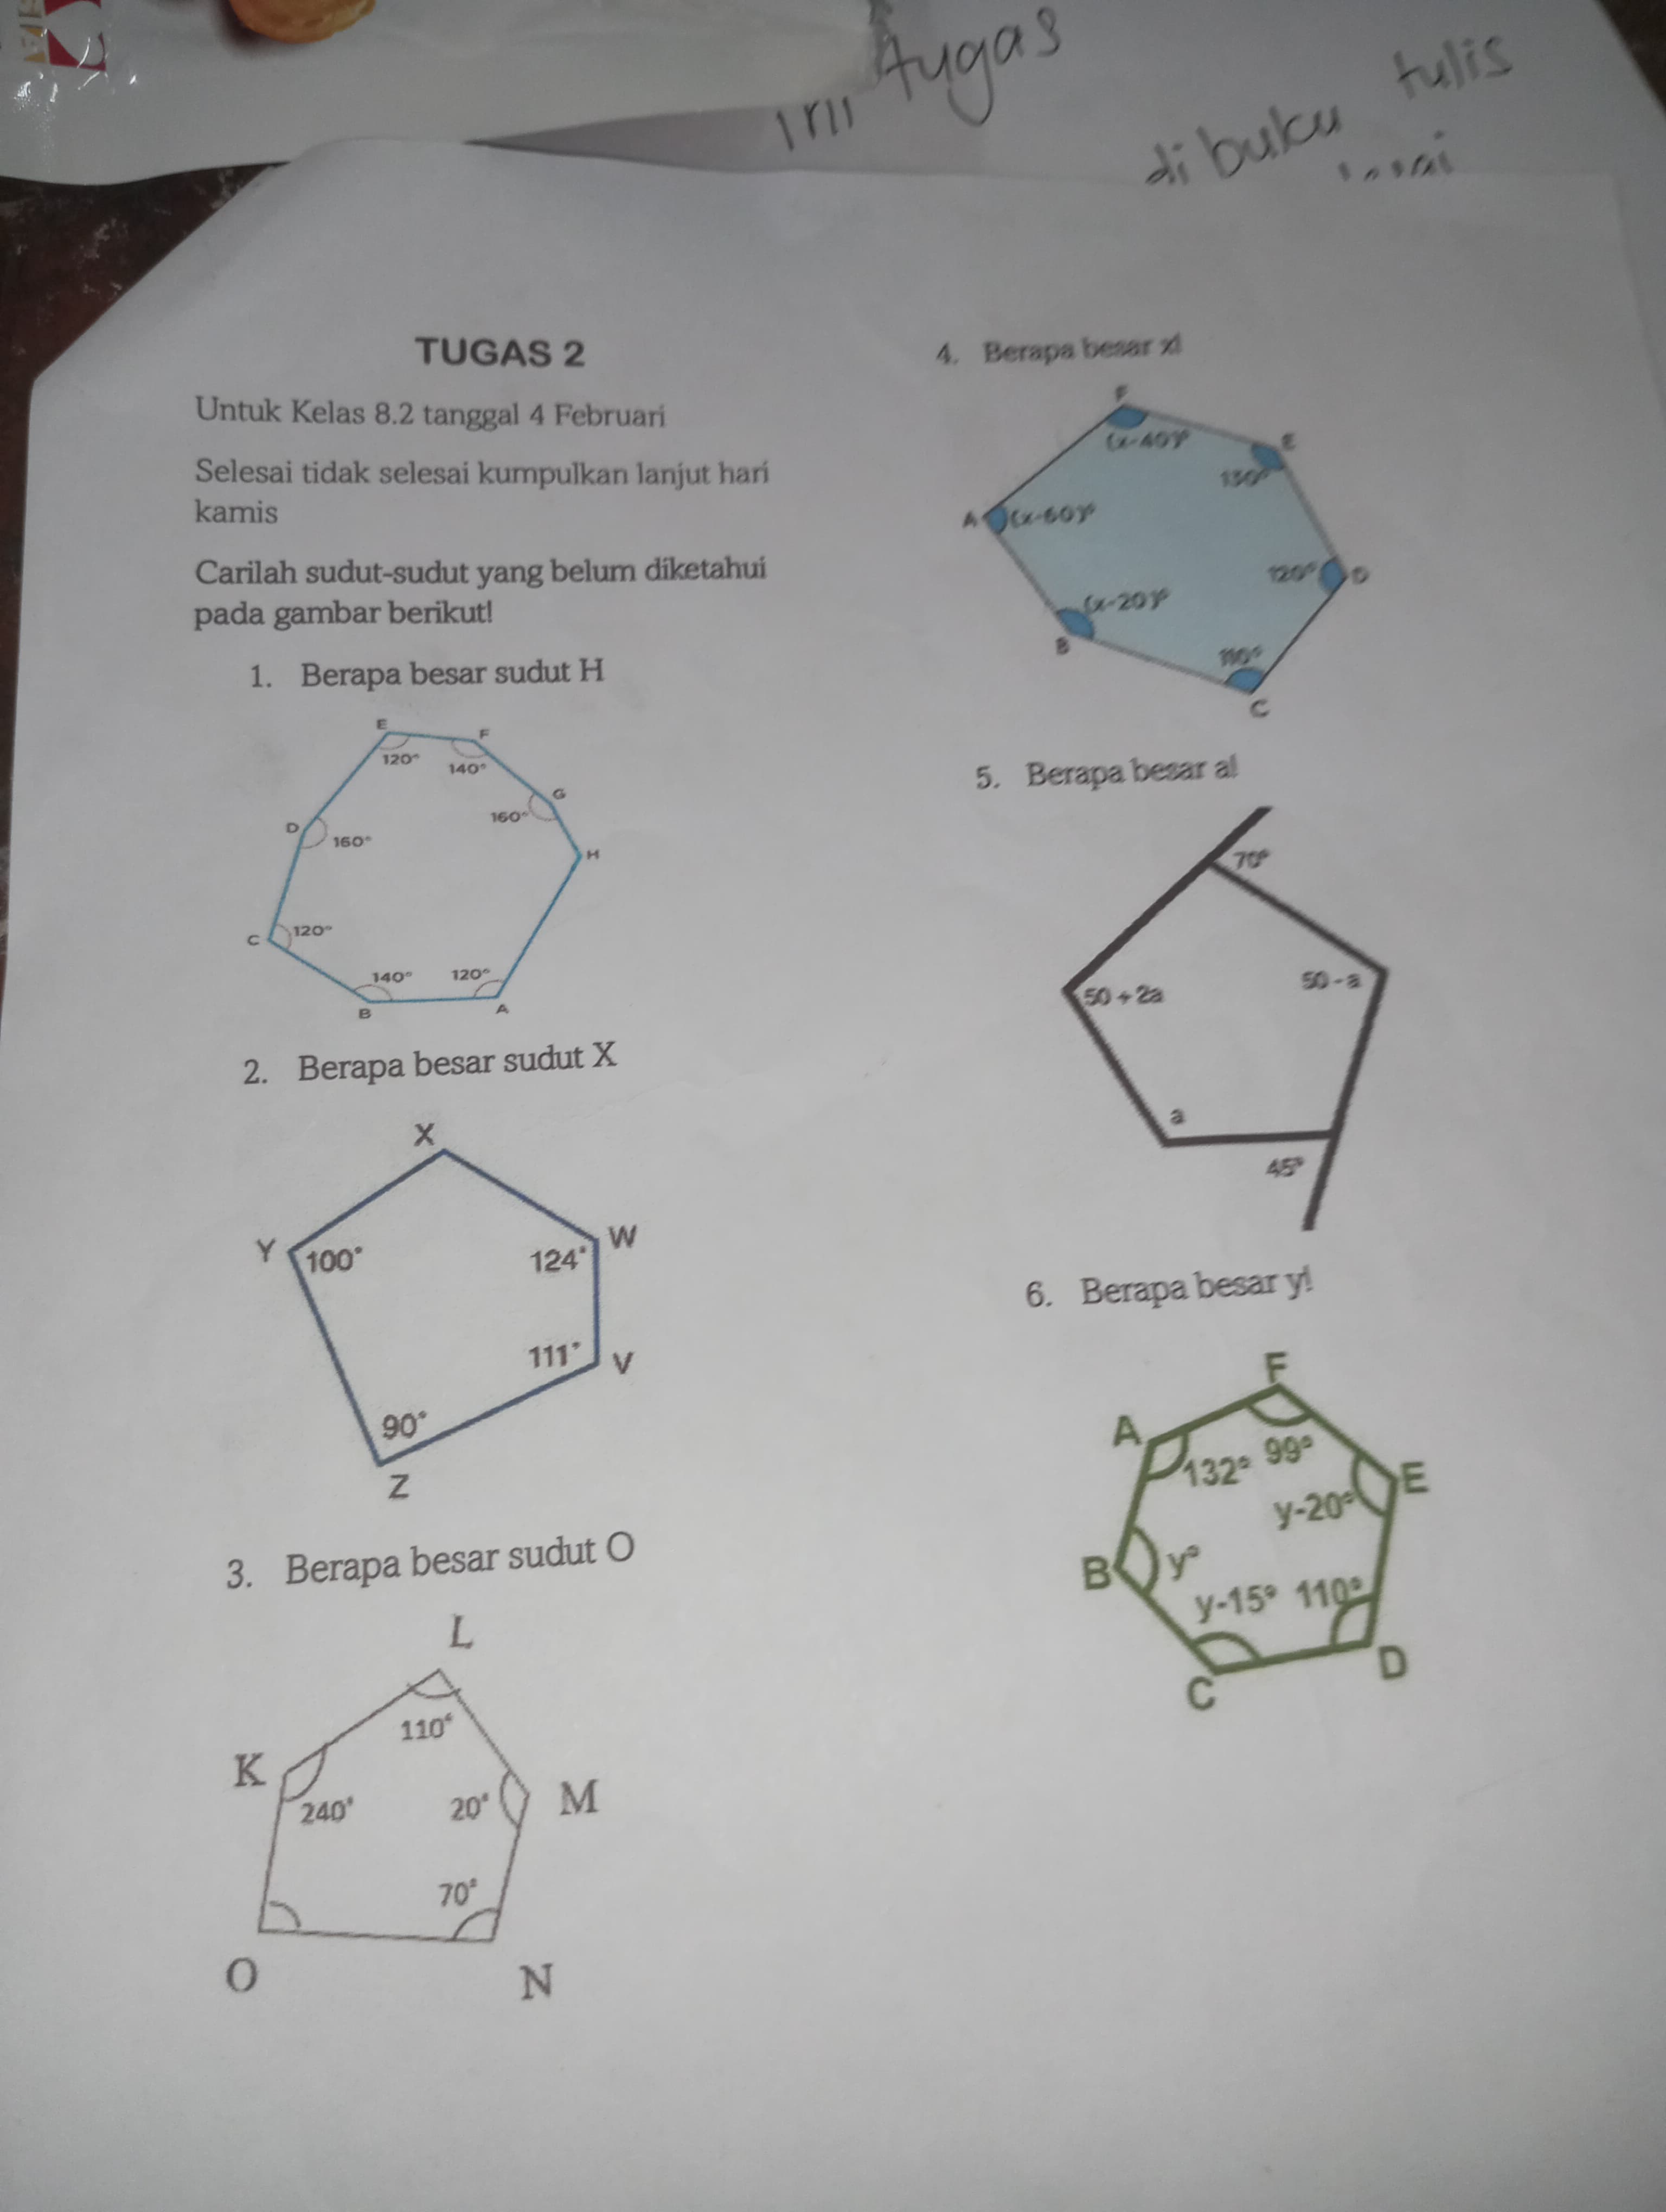 ini tugas
di buku tulis
TUGAS 2
Untuk Kelas 8.2 tanggal 4 Februari
Selesai tidak selesai kumpulkan lanjut hari
kamis
Carilah sudut-sudut yang belum diketahui
pada gambar berikut!
1. Berapa besar sudut H
E
F
120°
140°
G
160°
D
160°
H
C
120°
140°
120°
B
A
2. Berapa besar sudut X
X
Y
100°
124°
W
111°
V
90°
Z
3. Berapa besar sudut O
L
110°
K
240°
20°
M
70°
O
N
4. Berapa besar x!
F
(x-40)°
E
130°
A
(x-60)°
120°
D
(x-20)°
B
110°
C
5. Berapa besar a!
70°
50 - a
50 + 2a
a
45°
6. Berapa besar y!
F
A
132°
99°
E
y-20°
B
y°
y-15°
110°
D
C